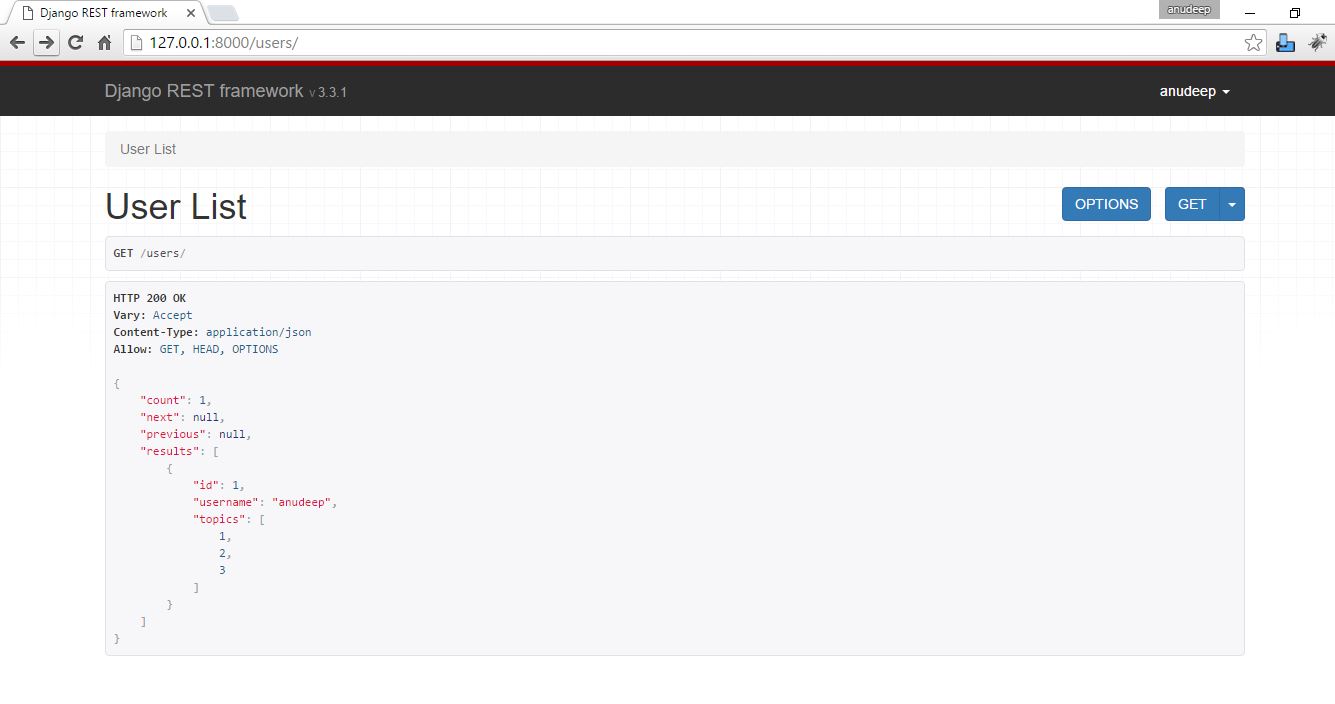 Django REST framework
anudeep
127.0.0.1:8000/users/
Django REST framework v 3.3.1
anudeep
User List
User List
OPTIONS
GET
GET /users/
HTTP 200 OK
Vary: Accept
Content-Type: application/json
Allow: GET, HEAD, OPTIONS
{
    "count": 1,
    "next": null,
    "previous": null,
    "results": [
        {
            "id": 1,
            "username": "anudeep",
            "topics": [
                1,
                2,
                3
            ]
        }
    ]
}